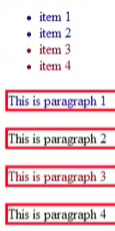 item 1
item 2
item 3
item 4
This is paragraph 1
This is paragraph 2
This is paragraph 3
This is paragraph 4